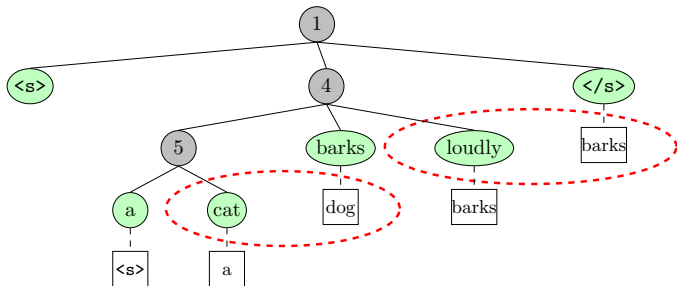 1
<s> 4 </s>
5 barks loudly barks
a cat dog barks
<s> a